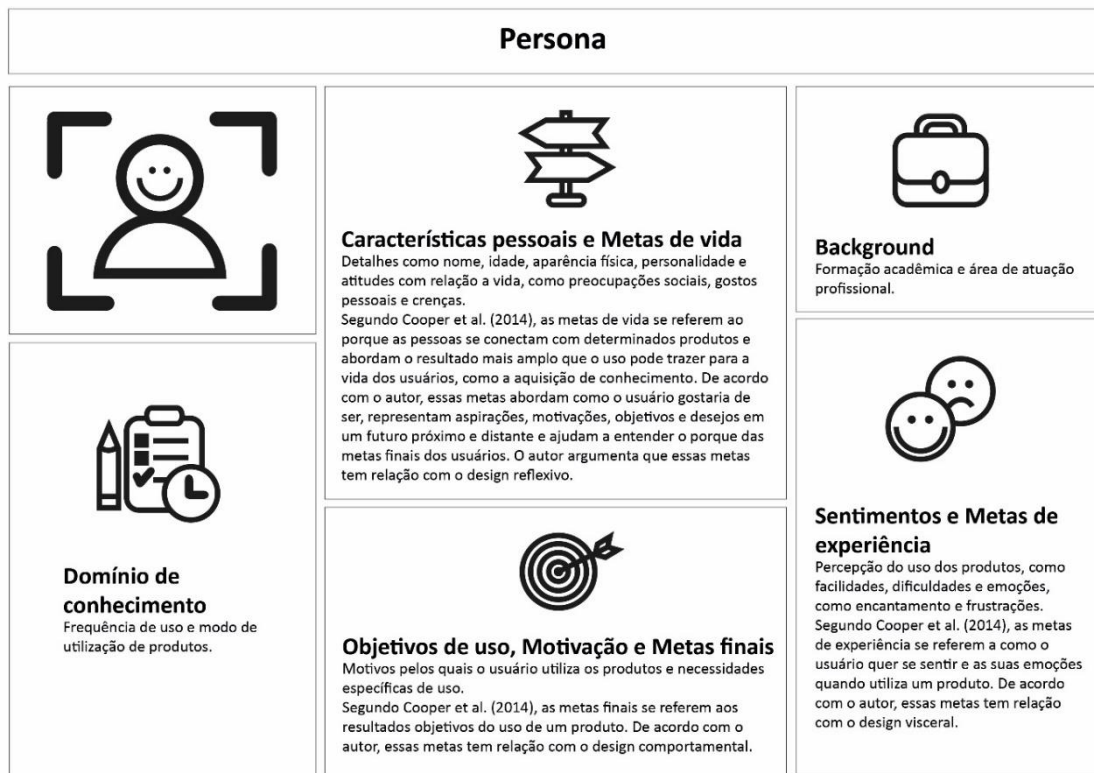 Persona
Características pessoais e Metas de vida
Detalhes como nome, idade, aparência física, personalidade e
atitudes com relação a vida, como preocupações sociais, gostos
pessoais e crenças.
Segundo Cooper et al. (2014), as metas de vida se referem ao
porque as pessoas se conectam com determinados produtos e
abordam o resultado mais amplo que o uso pode trazer para a
vida dos usuários, como a aquisição de conhecimento. De acordo
com o autor, essas metas abordam como o usuário gostaria de
ser, representam aspirações, motivações, objetivos e desejos em
um futuro próximo e distante e ajudam a entender o porque das
metas finais dos usuários. O autor argumenta que essas metas
tem relação com o design reflexivo.
Background
Formação acadêmica e área de atuação
profissional.
Domínio de
conhecimento
Frequência de uso e modo de
utilização de produtos.
Objetivos de uso, Motivação e Metas finais
Motivos pelos quais o usuário utiliza os produtos e necessidades
específicas de uso.
Segundo Cooper et al. (2014), as metas finais se referem aos
resultados objetivos do uso de um produto. De acordo com o
autor, essas metas tem relação com o design comportamental.
Sentimentos e Metas de
experiência
Percepção do uso dos produtos, como
facilidades, dificuldades e emoções,
como encantamento e frustrações.
Segundo Cooper et al. (2014), as metas
de experiência se referem a como o
usuário quer se sentir e as suas emoções
quando utiliza um produto. De acordo
com o autor, essas metas tem relação
com o design visceral.